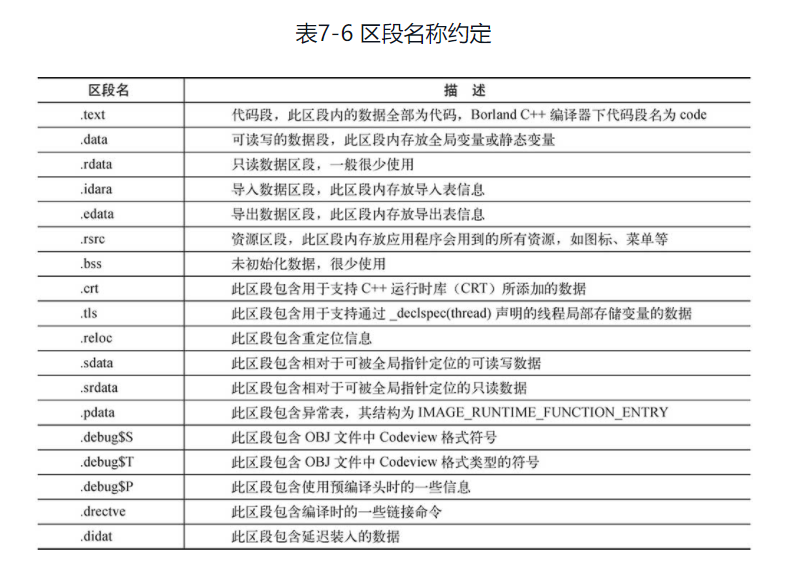 表7-6 区段名称约定
区段名 描 述
.text 代码段，此区段内的数据全部为代码，Borland C++ 编译器下代码段名为 code
.data 可读写的数据段，此区段内存放全局变量或静态变量
.rdata 只读数据区段，一般很少使用
.idara 导入数据区段，此区段内存放导入表信息
.edata 导出数据区段，此区段内存放导出表信息
.rsrc 资源区段，此区段内存放应用程序会用到的所有资源，如图标、菜单等
.bss 未初始化数据，很少使用
.crt 此区段包含用于支持 C++ 运行时库（CRT）所添加的数据
.tls 此区段包含用于支持通过 _declspec(thread) 声明的线程局部存储变量的数据
.reloc 此区段包含重定位信息
.sdata 此区段包含相对于可被全局指针定位的可读写数据
.srdata 此区段包含相对于可被全局指针定位的只读数据
.pdata 此区段包含异常表，其结构为 IMAGE_RUNTIME_FUNCTION_ENTRY
.debug$S 此区段包含 OBJ 文件中 Codeview 格式符号
.debug$T 此区段包含 OBJ 文件中 Codeview 格式类型的符号
.debug$P 此区段包含使用预编译头时的一些信息
.drectve 此区段包含编译时的一些链接命令
.didat 此区段包含延迟装入的数据